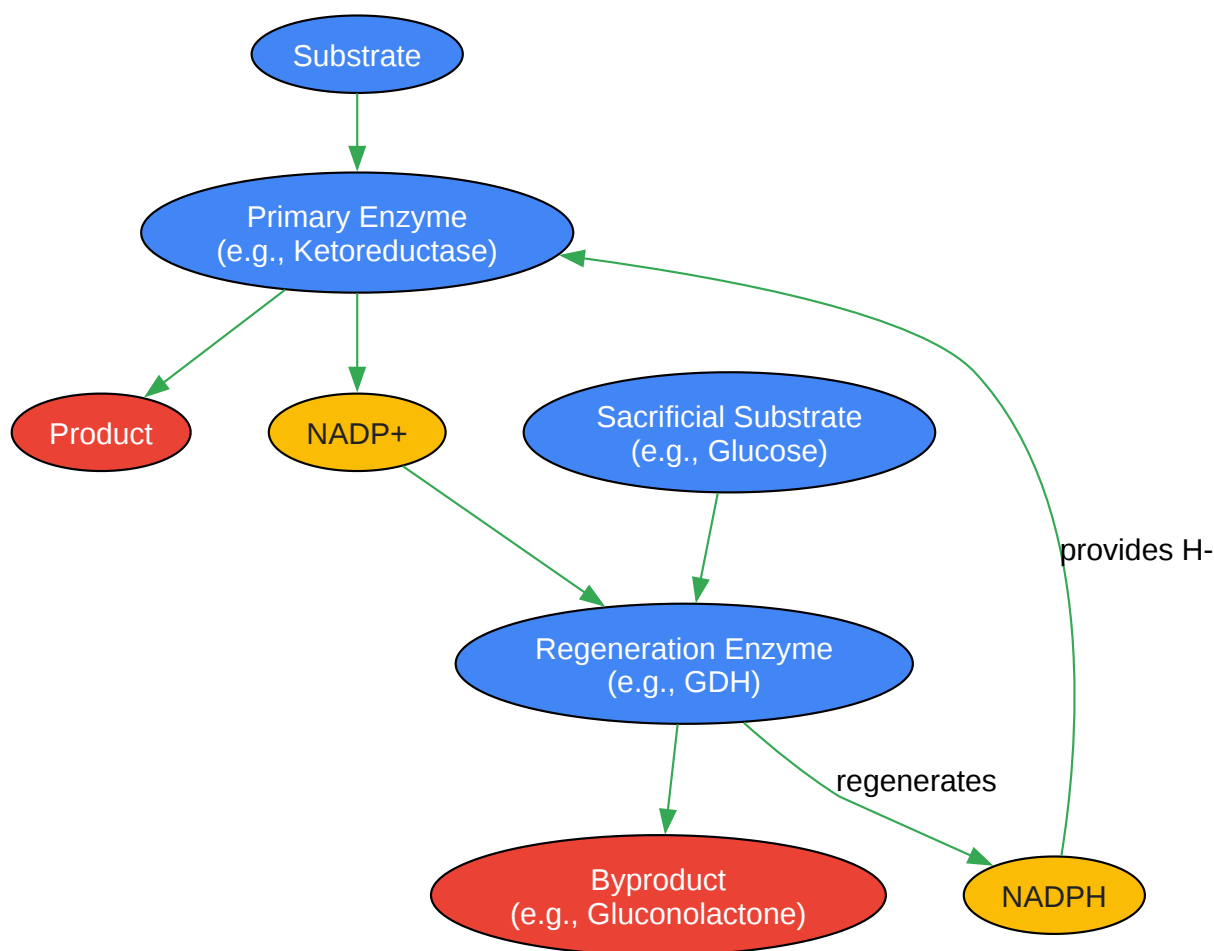 Substrate
Primary Enzyme
(e.g., Ketoreductase)
Product
NADP+
Sacrificial Substrate
(e.g., Glucose)
provides H-
Regeneration Enzyme
(e.g., GDH)
regenerates
Byproduct
(e.g., Gluconolactone)
NADPH